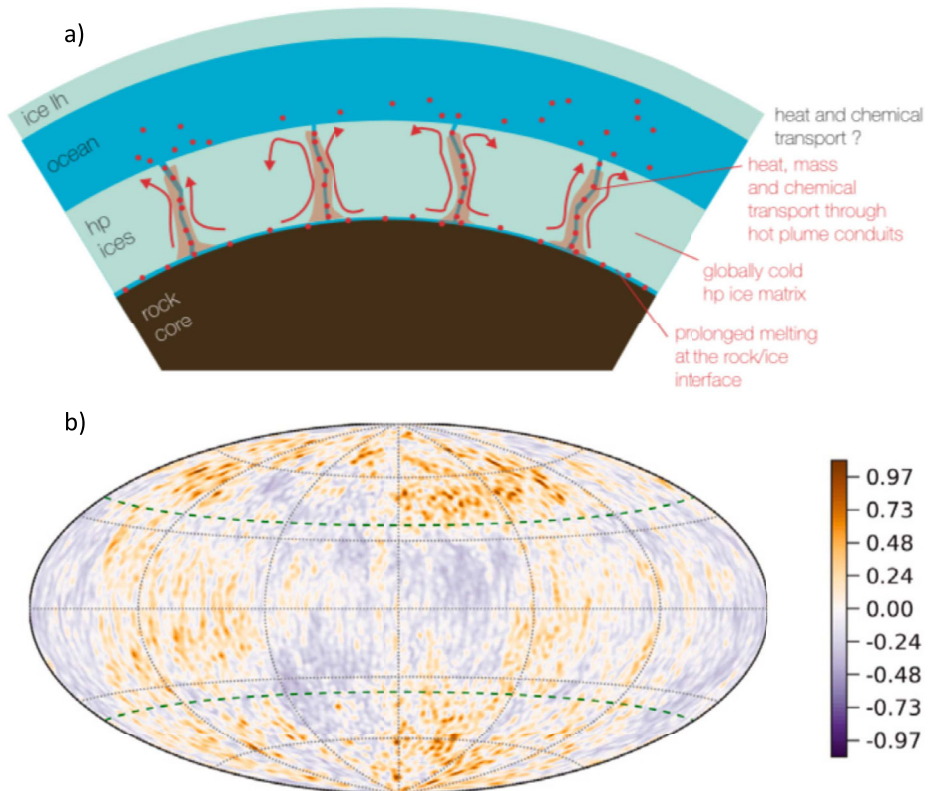 a)
ice Ih
ocean
hp
ices
rock
core
heat and chemical
transport ?
heat, mass
and chemical
transport through
hot plume conduits
globally cold
hp ice matrix
prolonged melting
at the rock/ice
interface
b)
0.97
0.73
0.48
0.24
0.00
-0.24
-0.48
-0.73
-0.97